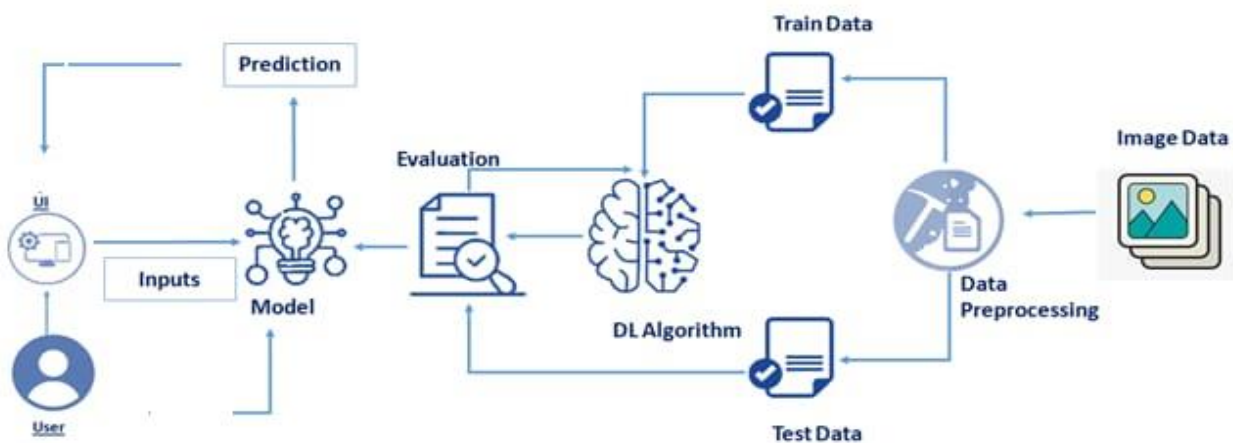 Train Data
Prediction
Image Data
Evaluation
UI
Inputs
Model
Data
Preprocessing
DL Algorithm
User
Test Data